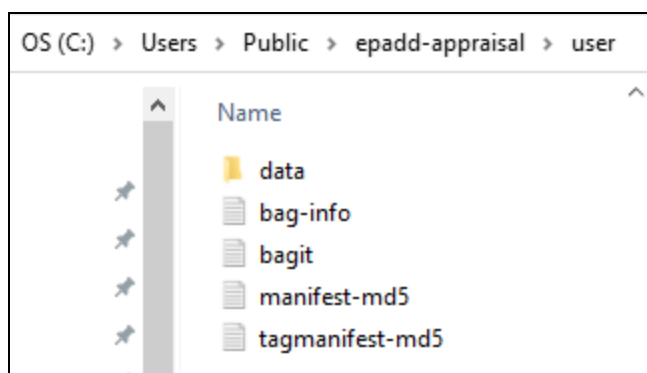 OS (C:) > Users > Public > epadd-appraisal > user
Name
data
bag-info
bagit
manifest-md5
tagmanifest-md5